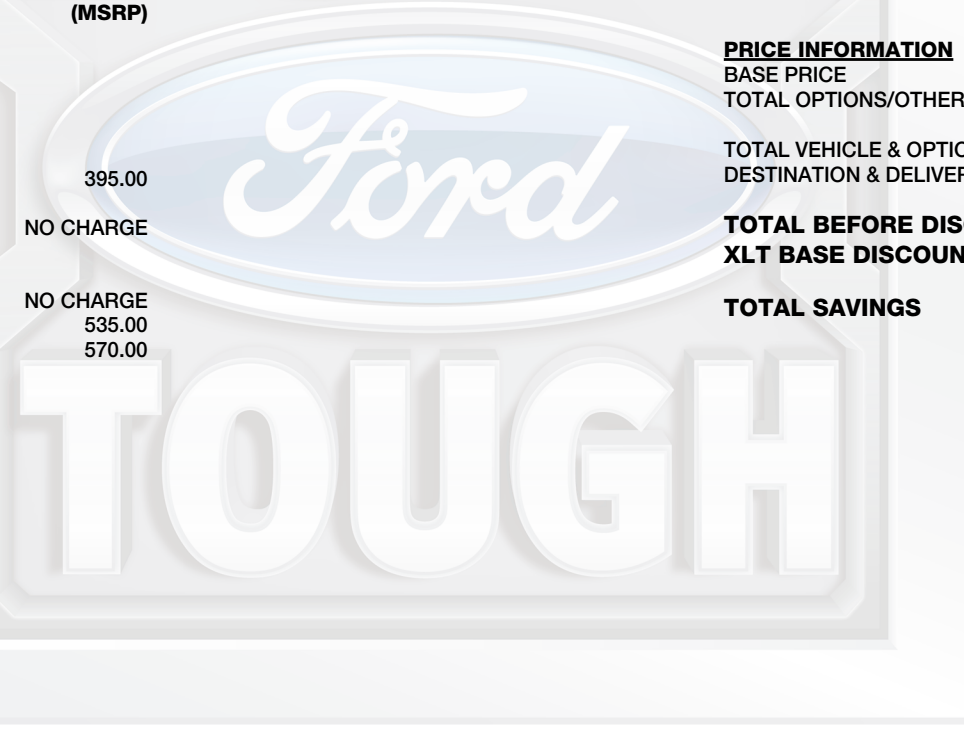 (MSRP)
395.00
NO CHARGE
NO CHARGE
535.00
570.00
PRICE INFORMATION
BASE PRICE
TOTAL OPTIONS/OTHER
TOTAL VEHICLE & OPTIO
DESTINATION & DELIVER
TOTAL BEFORE DIS
XLT BASE DISCOUN
TOTAL SAVINGS
Ford
TOUGH